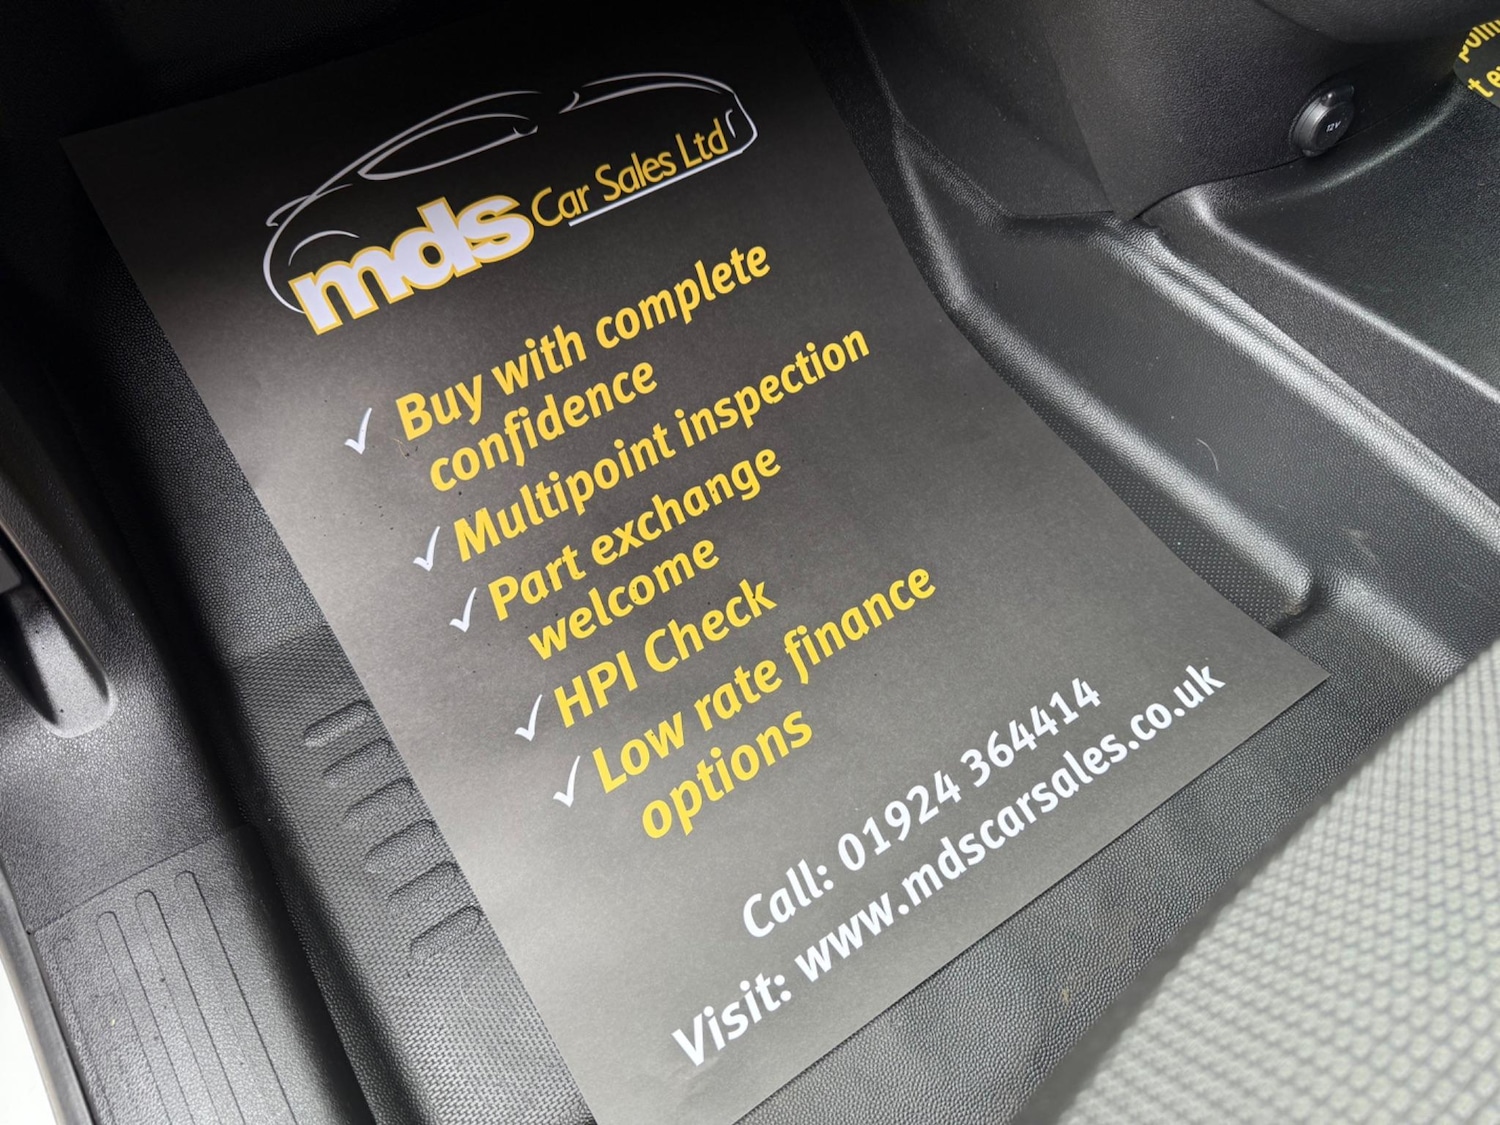 mds Car Sales Ltd
✓ Buy with complete
confidence
✓ Multipoint inspection
✓ Part exchange
welcome
✓ HPI Check
✓ Low rate finance
options
Call: 01924 364414
Visit: www.mdscarsales.co.uk
12V